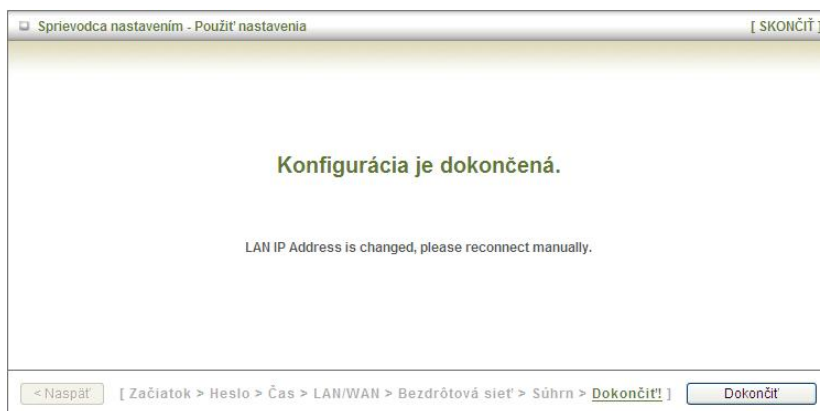 Sprievodca nastavením - Použiť nastavenia [ SKONČIŤ ]
Konfigurácia je dokončená.
LAN IP Address is changed, please reconnect manually.
< Naspäť [ Začiatok > Heslo > Čas > LAN/WAN > Bezdrôtová sieť > Súhrn > Dokončiť! ] Dokončiť